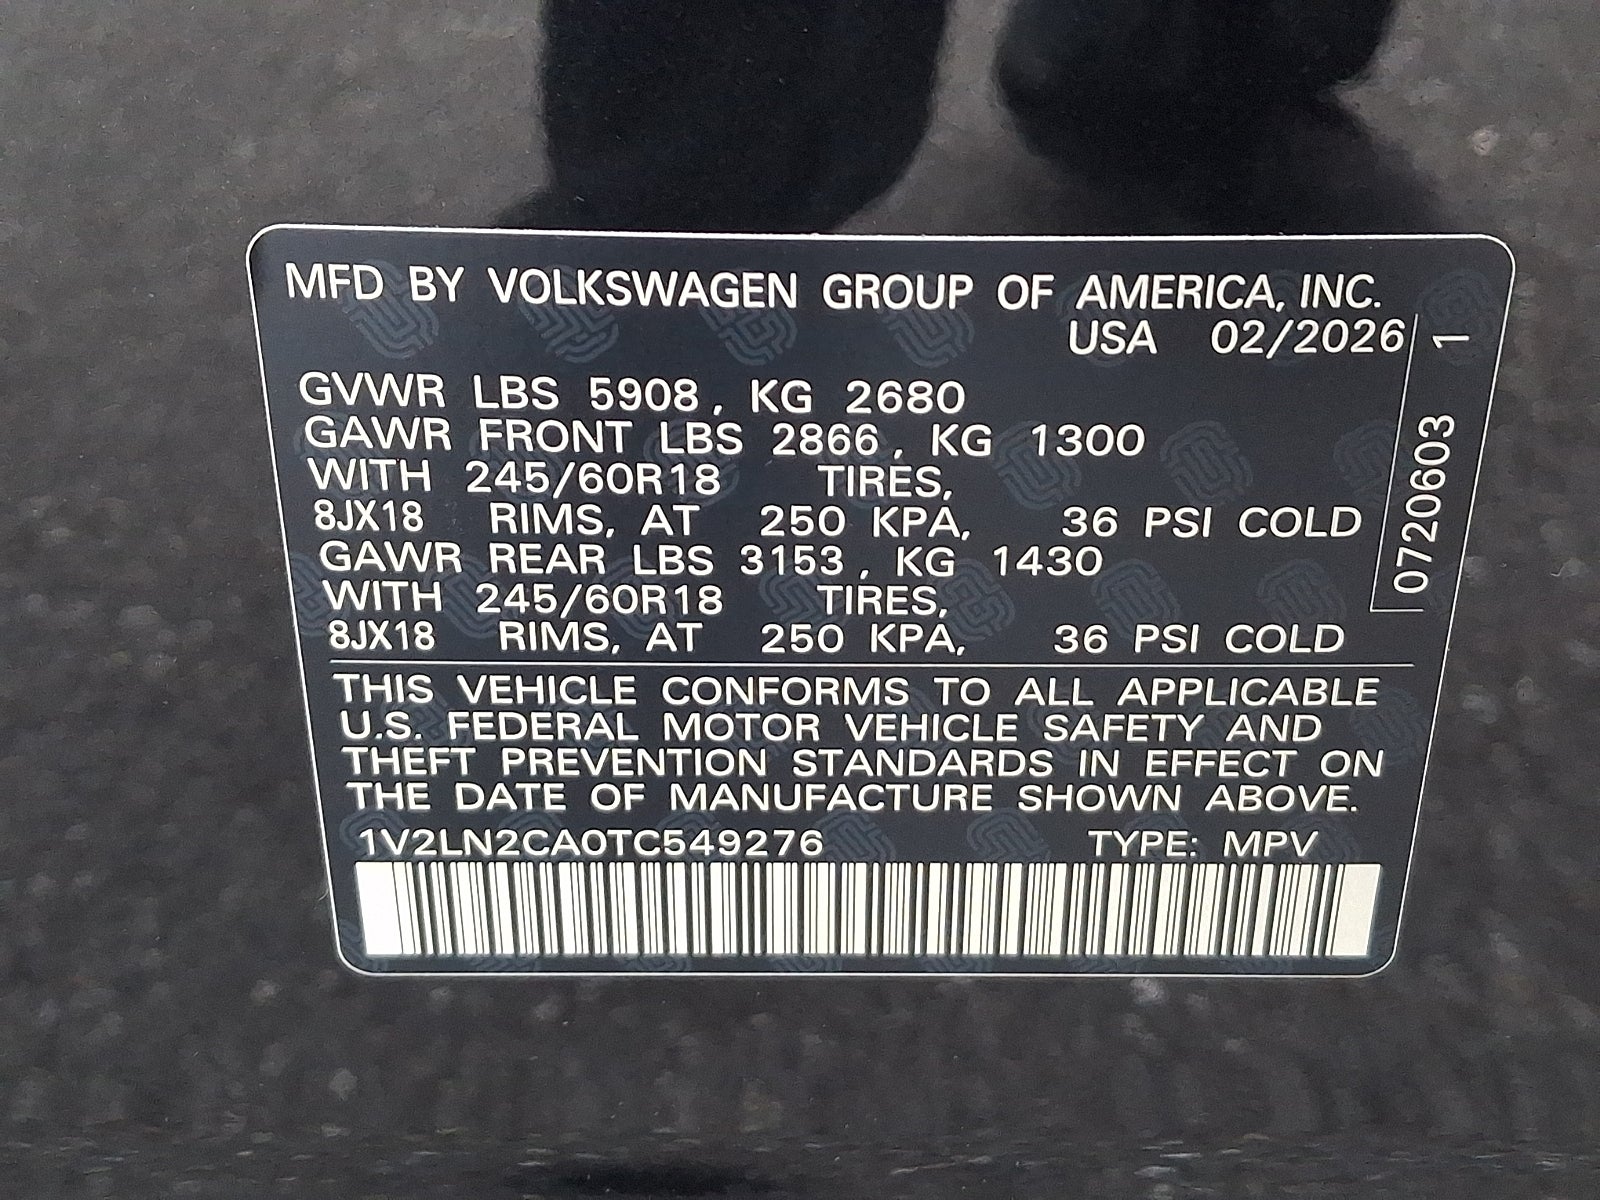 MFD BY VOLKSWAGEN GROUP OF AMERICA, INC.
USA 02/2026
GVWR LBS 5908, KG 2680
GAWR FRONT LBS 2866, KG 1300
WITH 245/60R18 TIRES,
8JX18 RIMS, AT 250 KPA, 36 PSI COLD
GAWR REAR LBS 3153, KG 1430
WITH 245/60R18 TIRES,
8JX18 RIMS, AT 250 KPA, 36 PSI COLD
0720603 1
THIS VEHICLE CONFORMS TO ALL APPLICABLE
U.S. FEDERAL MOTOR VEHICLE SAFETY AND
THEFT PREVENTION STANDARDS IN EFFECT ON
THE DATE OF MANUFACTURE SHOWN ABOVE.
1V2LN2CA0TC549276 TYPE: MPV